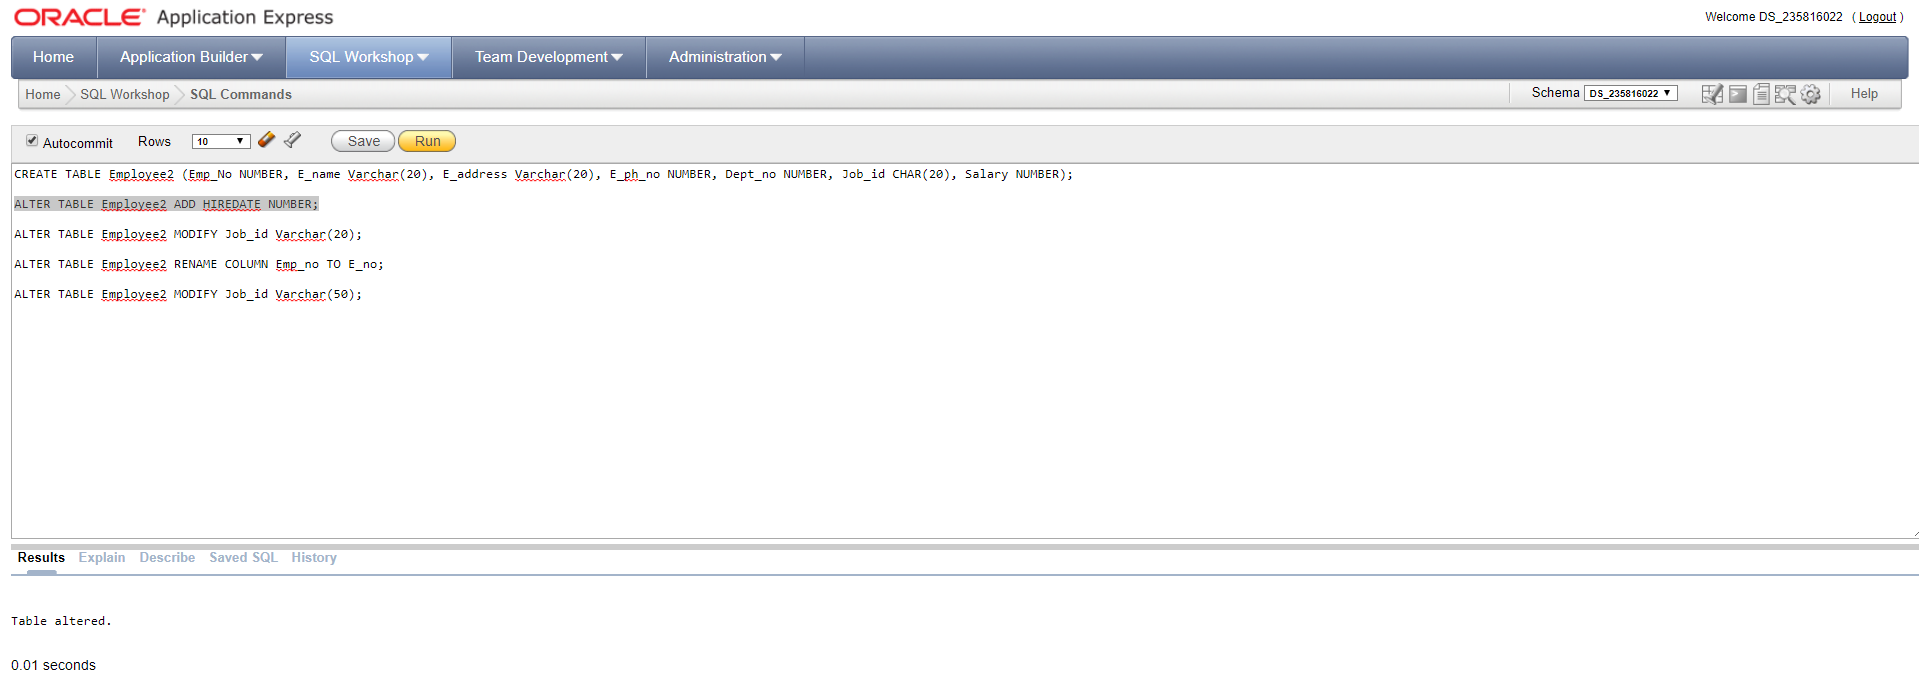 ORACLE® Application Express
Welcome DS_235816022 ( Logout )
Home Application Builder SQL Workshop Team Development Administration
Home SQL Workshop SQL Commands Schema DS_235816022 Help
Autocommit Rows 10 Save Run
CREATE TABLE Employee2 (Emp_No NUMBER, E_name Varchar(20), E_address Varchar(20), E_ph_no NUMBER, Dept_no NUMBER, Job_id CHAR(20), Salary NUMBER);
ALTER TABLE Employee2 ADD HIREDATE NUMBER;
ALTER TABLE Employee2 MODIFY Job_id Varchar(20);
ALTER TABLE Employee2 RENAME COLUMN Emp_no TO E_no;
ALTER TABLE Employee2 MODIFY Job_id Varchar(50);
Results Explain Describe Saved SQL History
Table altered.
0.01 seconds